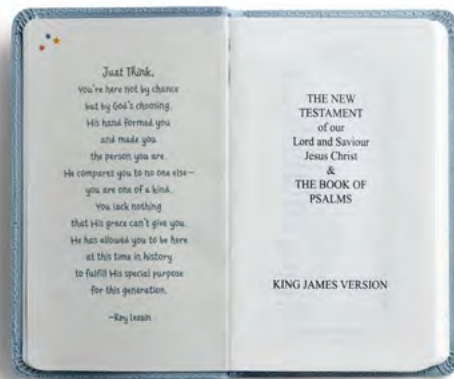 Just Think,
You're here not by chance
but by God's choosing.
His hand formed you
and made you
the person you are.
He compares you to no one else–
you are one of a kind.
You lack nothing
that His grace can't give you.
He has allowed you to be here
at this time in history
to fulfill His special purpose
for this generation.
–Roy Lessin
THE NEW
TESTAMENT
of our
Lord and Saviour
Jesus Christ
&
THE BOOK OF
PSALMS
KING JAMES VERSION